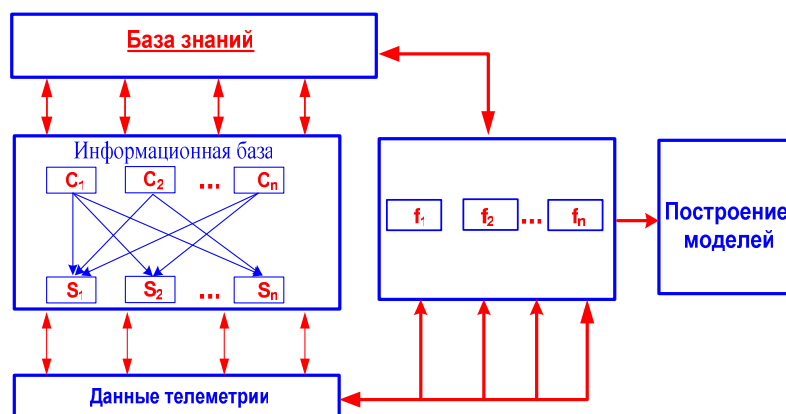 База знаний
Информационная база
C1 C2 ... Cn
S1 S2 ... Sn
f1 f2 ... fn
Построение
моделей
Данные телеметрии